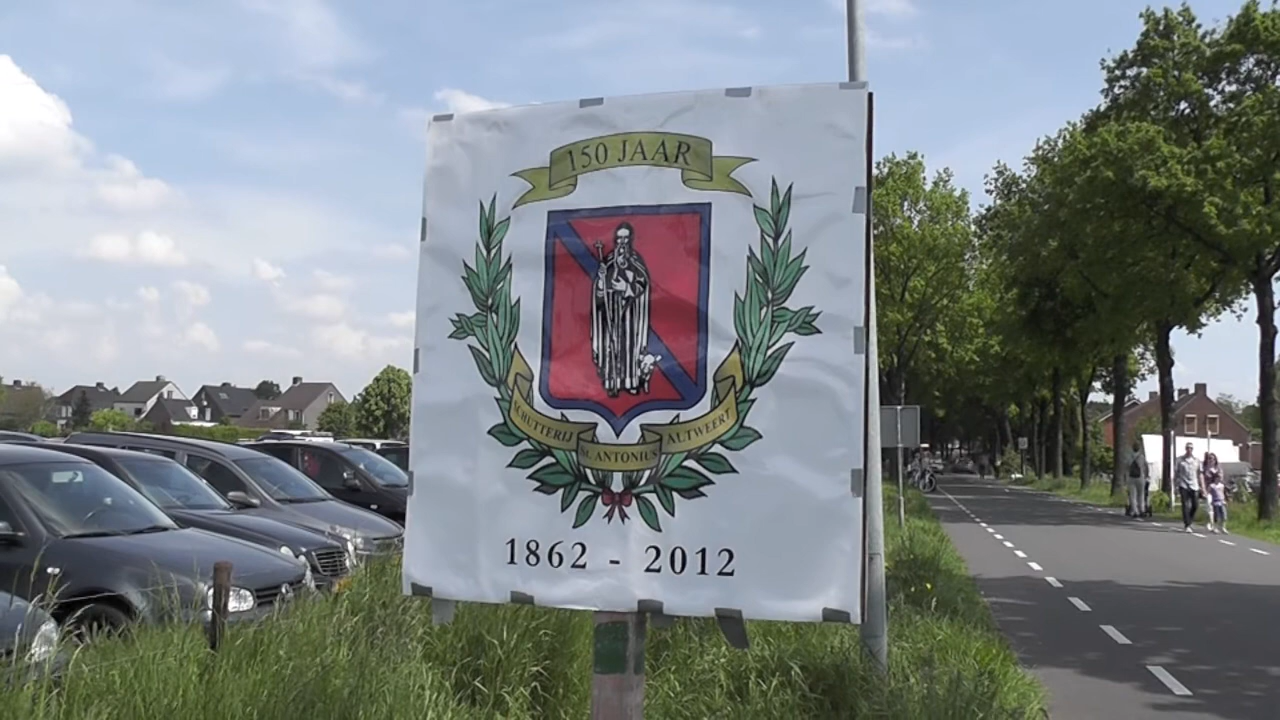 150 JAAR
SCHUTTERIJ
St. ANTONIUS
ALTWEERT
1862 - 2012